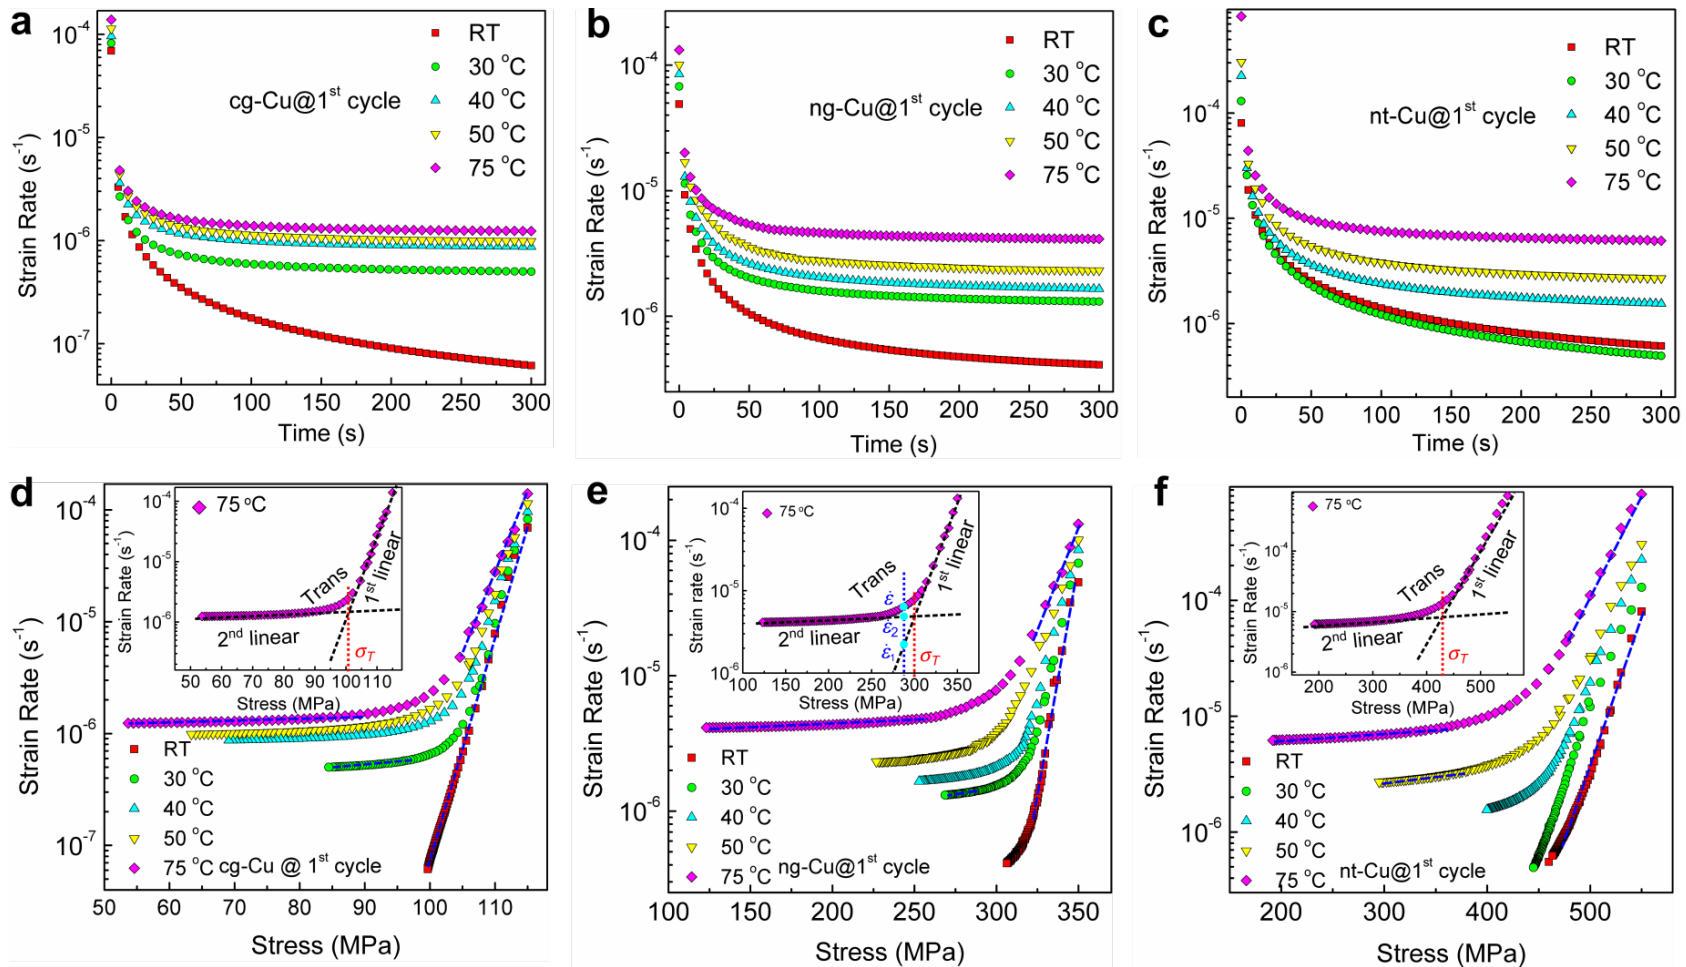 a
Strain Rate (s-1)
10-4
10-5
10-6
10-7
RT
30 °C
40 °C
50 °C
75 °C
cg-Cu@1st cycle
0 50 100 150 200 250 300
Time (s)
b
Strain Rate (s-1)
10-4
10-5
10-6
RT
30 °C
40 °C
50 °C
75 °C
ng-Cu@1st cycle
0 50 100 150 200 250 300
Time (s)
c
Strain Rate (s-1)
10-4
10-5
10-6
RT
30 °C
40 °C
50 °C
75 °C
nt-Cu@1st cycle
0 50 100 150 200 250 300
Time (s)
d
Strain Rate (s-1)
10-4
10-5
10-6
10-7
Strain Rate (s-1)
10-4
10-5
10-6
75 °C
Trans
1st linear
2nd linear
σT
50 60 70 80 90 100 110
Stress (MPa)
RT
30 °C
40 °C
50 °C
75 °C
cg-Cu @ 1st cycle
50 60 70 80 90 100 110
Stress (MPa)
e
Strain Rate (s-1)
10-4
10-5
10-6
Strain Rate (s-1)
10-4
10-5
10-6
75 °C
Trans
1st linear
ε̇
ε̇2
ε̇1
2nd linear
σT
100 150 200 250 300 350
Stress (MPa)
RT
30 °C
40 °C
50 °C
75 °C
ng-Cu@1st cycle
100 150 200 250 300 350
Stress (MPa)
f
Strain Rate (s-1)
10-4
10-5
10-6
Strain Rate (s-1)
10-4
10-5
10-6
75 °C
Trans
1st linear
2nd linear
σT
200 300 400 500
Stress (MPa)
RT
30 °C
40 °C
50 °C
75 °C
nt-Cu@1st cycle
200 300 400 500
Stress (MPa)